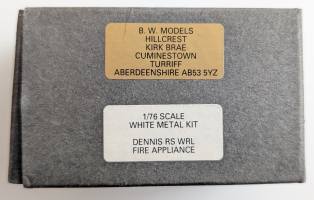 B. W. MODELS
HILLCREST
KIRK BRAE
CUMINESTOWN
TURRIFF
ABERDEENSHIRE AB53 5YZ
1/76 SCALE
WHITE METAL KIT
DENNIS RS WRL
FIRE APPLIANCE